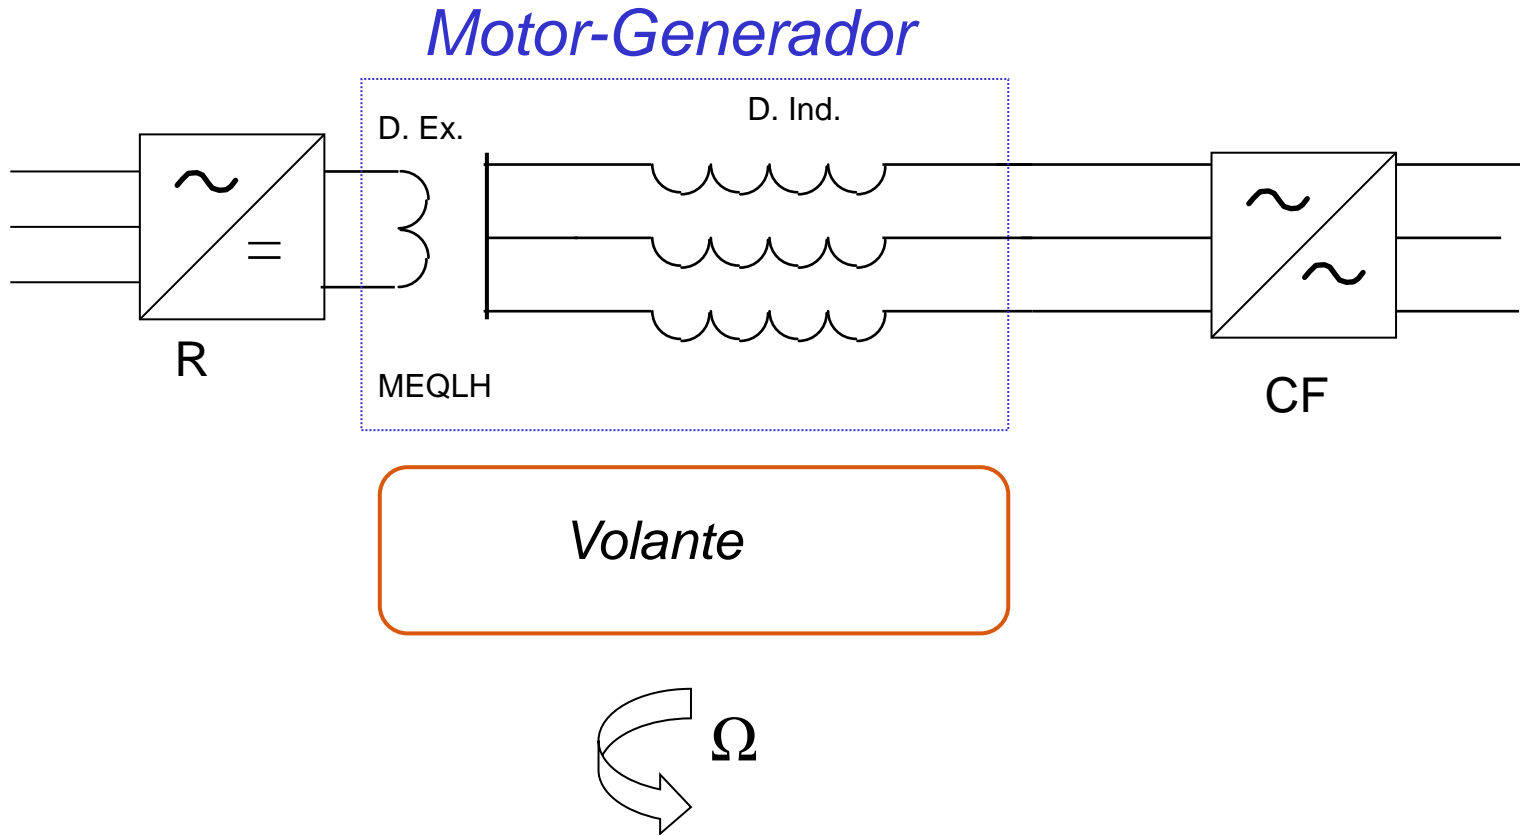 Motor-Generador
D. Ex.
D. Ind.
R
MEQLH
CF
Volante
Ω